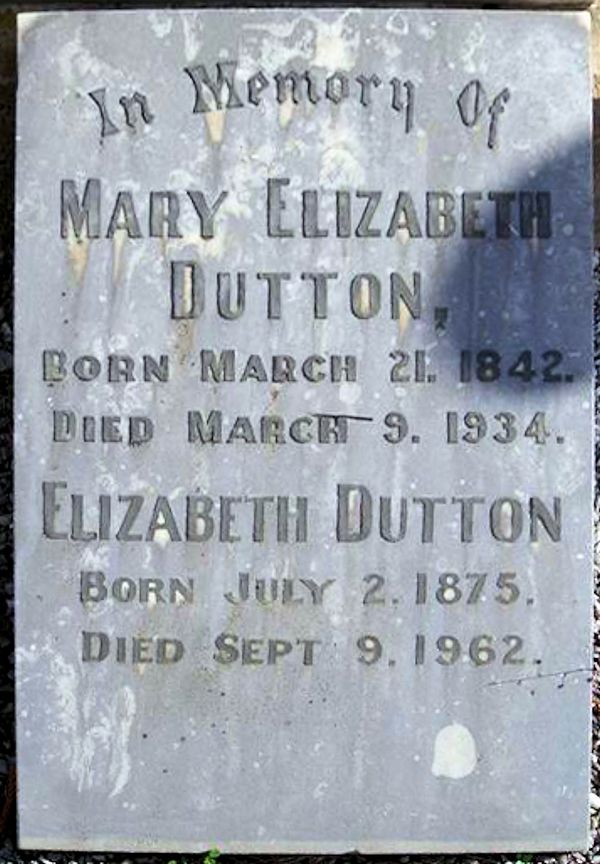 In Memory Of
MARY ELIZABETH
DUTTON,
BORN MARCH 21. 1842.
DIED MARCH 9. 1934.
ELIZABETH DUTTON
BORN JULY 2. 1875.
DIED SEPT 9. 1962.